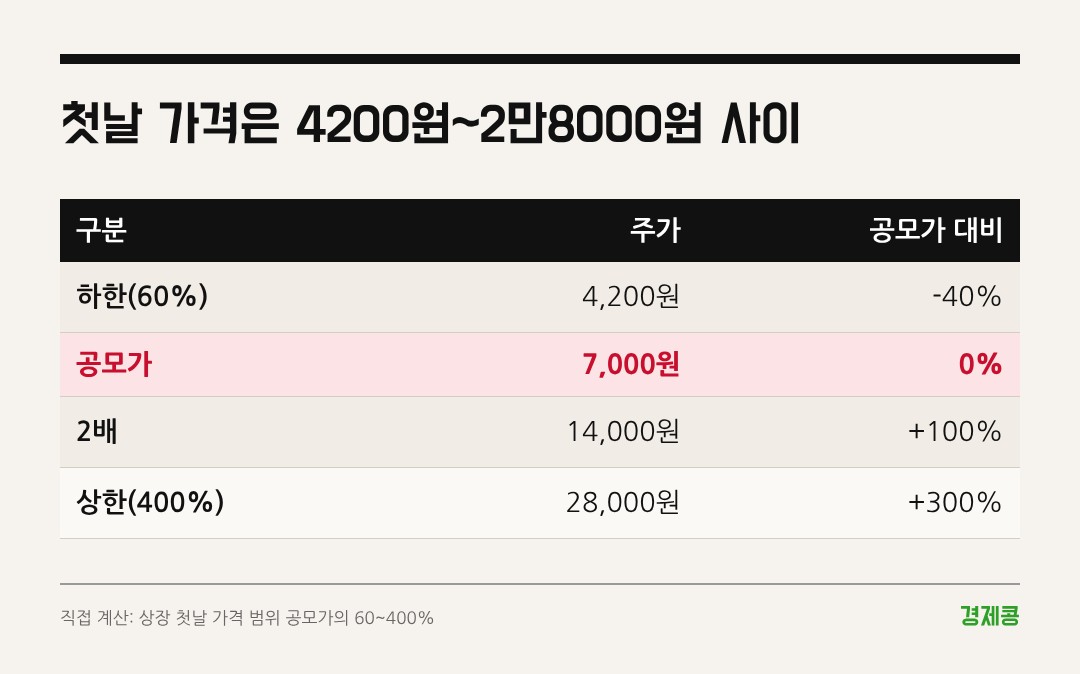 첫날 가격은 4200원~2만8000원 사이
구분 주가 공모가 대비
하한(60%) 4,200원 -40%
공모가 7,000원 0%
2배 14,000원 +100%
상한(400%) 28,000원 +300%
직접 계산: 상장 첫날 가격 범위 공모가의 60~400%
경제콩